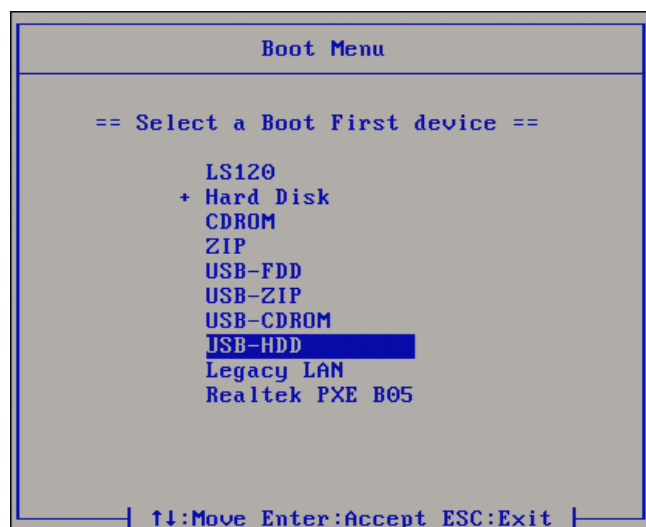 Boot Menu
== Select a Boot First device ==
LS120
+ Hard Disk
CDROM
ZIP
USB-FDD
USB-ZIP
USB-CDROM
USB-HDD
Legacy LAN
Realtek PXE B05
↑↓:Move Enter:Accept ESC:Exit